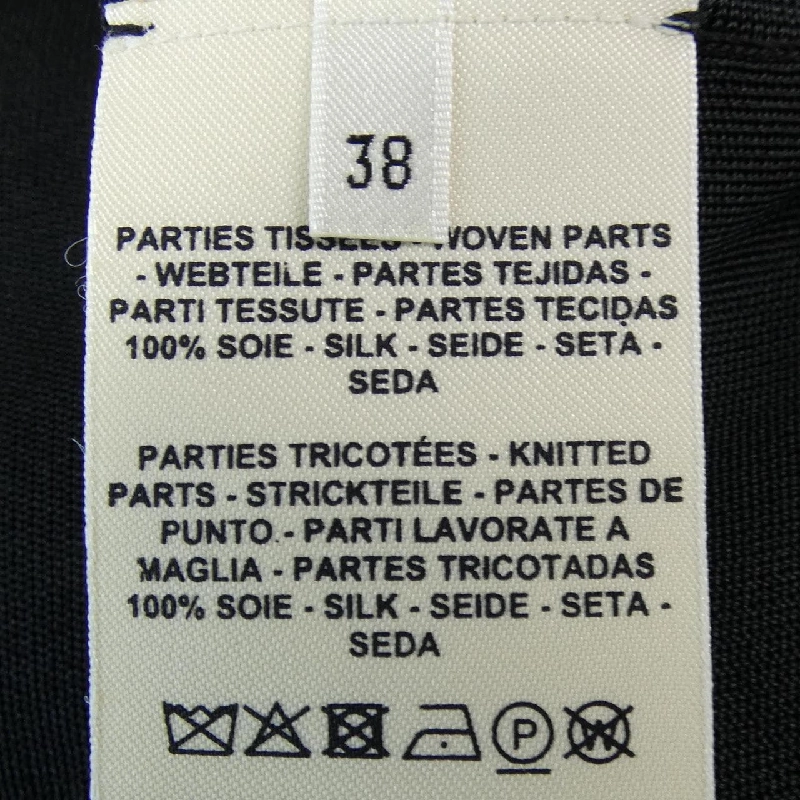 38
PARTIES TISSÉES - WOVEN PARTS
- WEBTEILE - PARTES TEJIDAS -
PARTI TESSUTE - PARTES TECIDAS
100% SOIE - SILK - SEIDE - SETA -
SEDA
PARTIES TRICOTÉES - KNITTED
PARTS - STRICKTEILE - PARTES DE
PUNTO - PARTI LAVORATE A
MAGLIA - PARTES TRICOTADAS
100% SOIE - SILK - SEIDE - SETA -
SEDA
P W